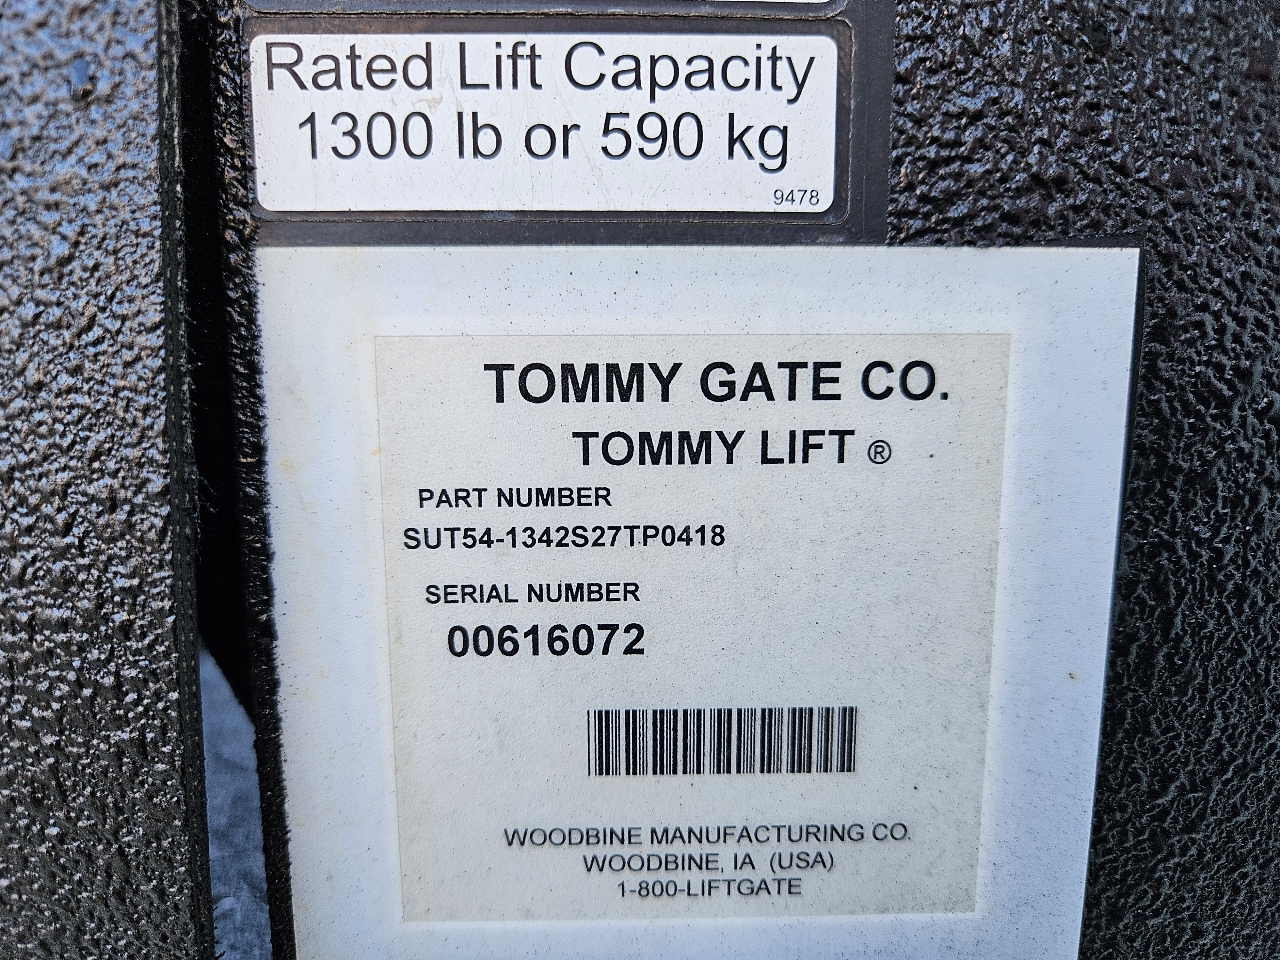 Rated Lift Capacity
1300 lb or 590 kg
9478
TOMMY GATE CO.
TOMMY LIFT ®
PART NUMBER
SUT54-1342S27TP0418
SERIAL NUMBER
00616072
WOODBINE MANUFACTURING CO.
WOODBINE, IA (USA)
1-800-LIFTGATE